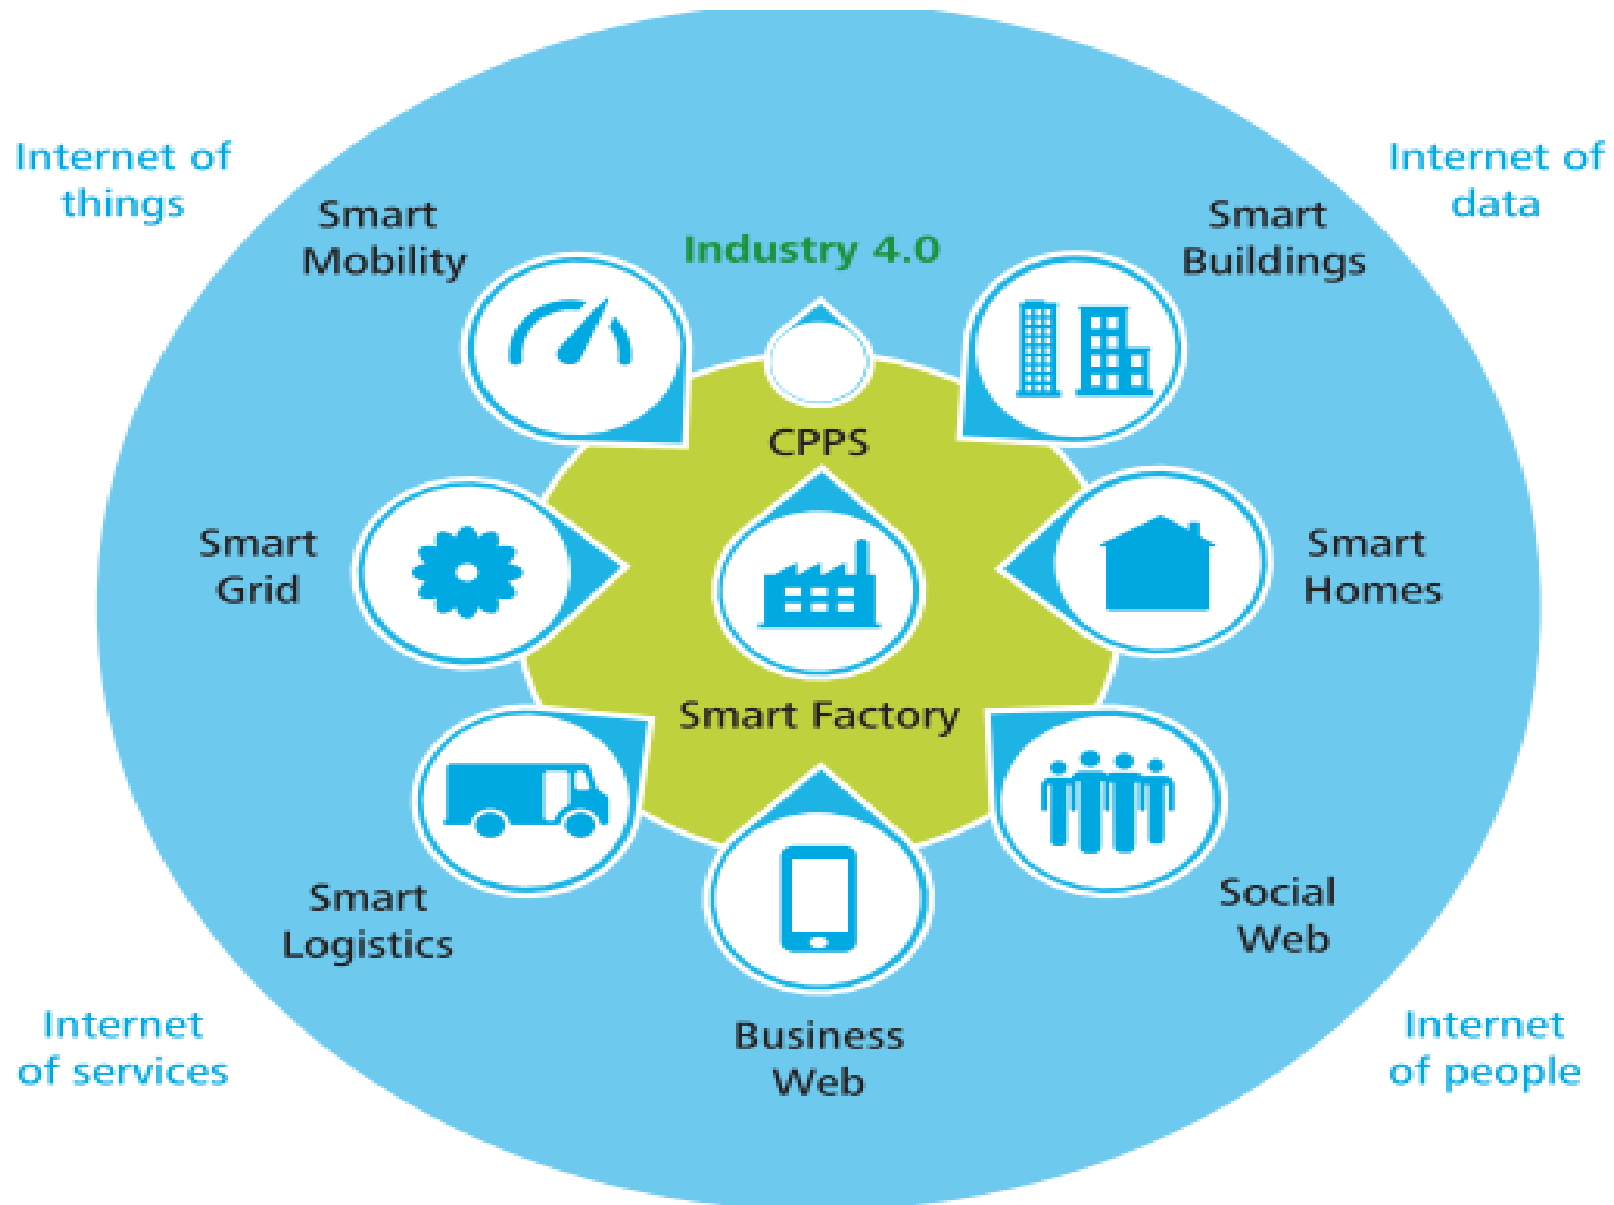 Internet of
things
Internet of
data
Smart
Mobility
Industry 4.0
Smart
Buildings
CPPS
Smart
Grid
Smart
Homes
Smart Factory
Smart
Logistics
Social
Web
Business
Web
Internet
of services
Internet
of people